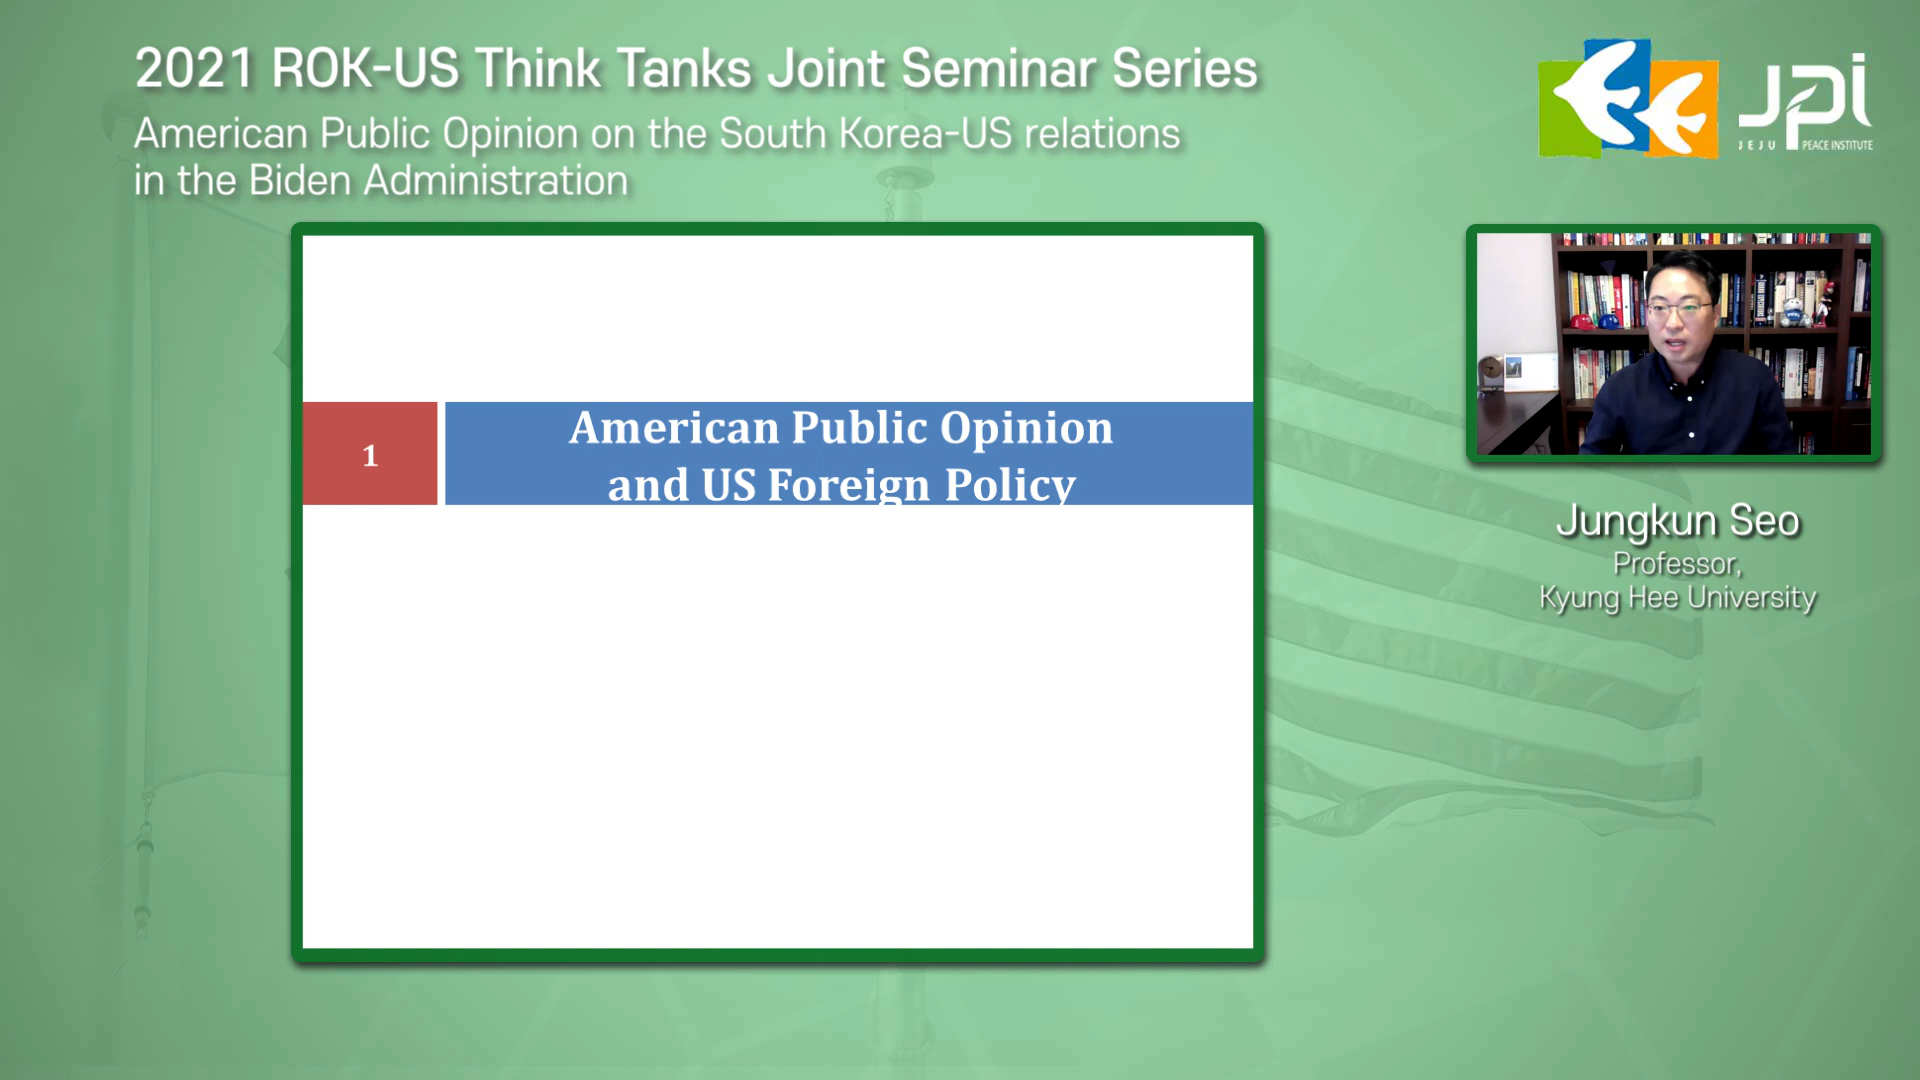 2021 ROK-US Think Tanks Joint Seminar Series
American Public Opinion on the South Korea-US relations
in the Biden Administration
JPI
JEJU PEACE INSTITUTE
1
American Public Opinion
and US Foreign Policy
Jungkun Seo
Professor,
Kyung Hee University